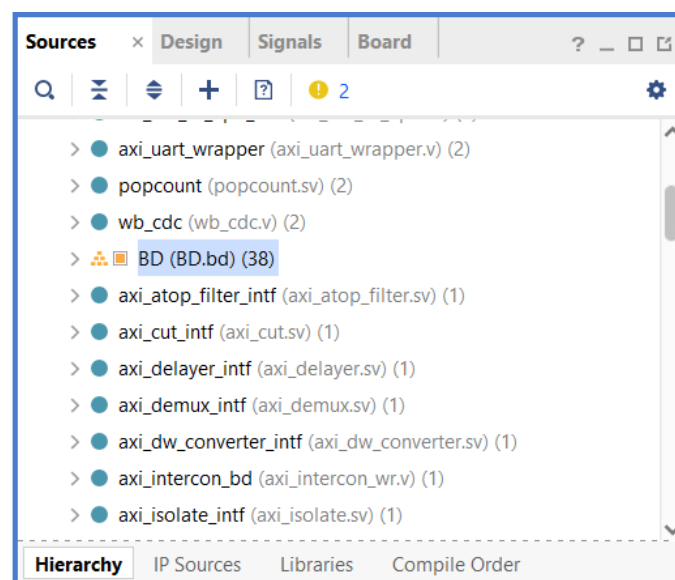 Sources × Design Signals Board ? _
! 2
axi_uart_wrapper (axi_uart_wrapper.v) (2)
popcount (popcount.sv) (2)
wb_cdc (wb_cdc.v) (2)
BD (BD.bd) (38)
axi_atop_filter_intf (axi_atop_filter.sv) (1)
axi_cut_intf (axi_cut.sv) (1)
axi_delayer_intf (axi_delayer.sv) (1)
axi_demux_intf (axi_demux.sv) (1)
axi_dw_converter_intf (axi_dw_converter.sv) (1)
axi_intercon_bd (axi_intercon_wr.v) (1)
axi_isolate_intf (axi_isolate.sv) (1)
Hierarchy IP Sources Libraries Compile Order